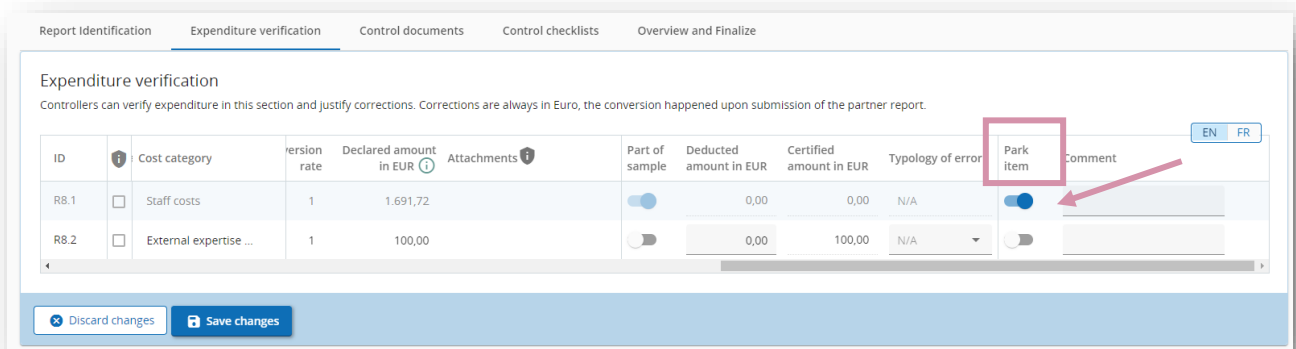 Report Identification Expenditure verification Control documents Control checklists Overview and Finalize
Expenditure verification
Controllers can verify expenditure in this section and justify corrections. Corrections are always in Euro, the conversion happened upon submission of the partner report.
EN FR
ID Cost category version rate Declared amount in EUR Attachments Part of sample Deducted amount in EUR Certified amount in EUR Typology of error Park item Comment
R8.1 Staff costs 1 1.691,72 0,00 0,00 N/A
R8.2 External expertise ... 1 100,00 0,00 100,00 N/A
Discard changes Save changes